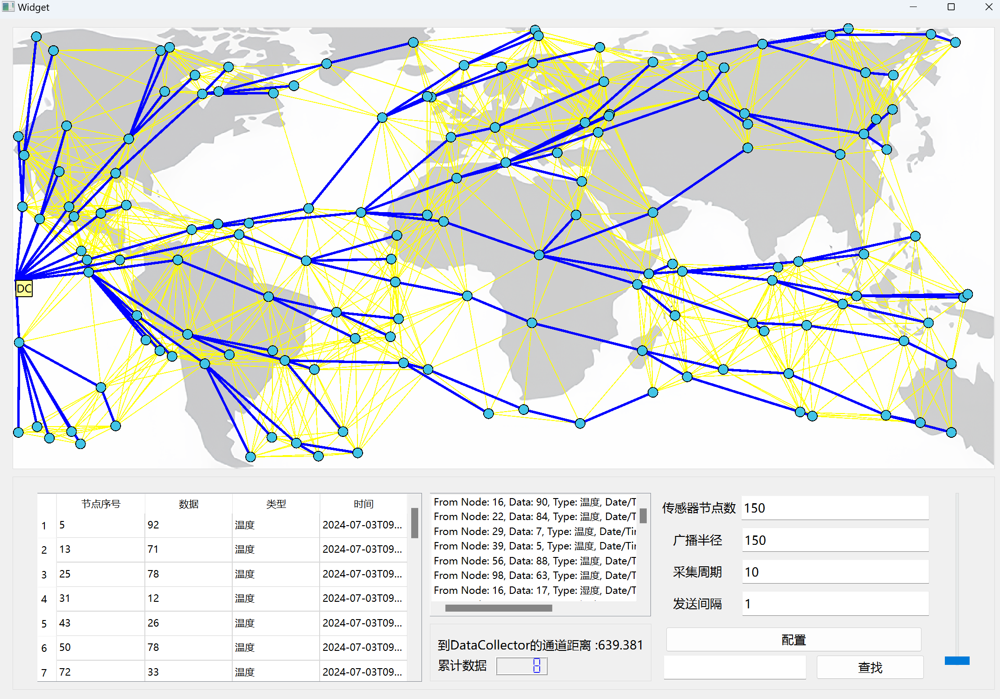 Widget
DC
节点序号 数据 类型 时间
1 5 92 温度 2024-07-03T09...
2 13 71 温度 2024-07-03T09...
3 25 78 温度 2024-07-03T09...
4 31 12 温度 2024-07-03T09...
5 43 26 温度 2024-07-03T09...
6 50 78 温度 2024-07-03T09...
7 72 33 温度 2024-07-03T09...
From Node: 16, Data: 90, Type: 温度, Date/T
From Node: 22, Data: 84, Type: 温度, Date/T
From Node: 29, Data: 7, Type: 温度, Date/Tir
From Node: 39, Data: 5, Type: 温度, Date/Tir
From Node: 56, Data: 88, Type: 温度, Date/T
From Node: 98, Data: 63, Type: 温度, Date/T
From Node: 16, Data: 17, Type: 湿度, Date/T
到DataCollector的通道距离 :639.381
累计数据 0
传感器节点数 150
广播半径 150
采集周期 10
发送间隔 1
配置
查找